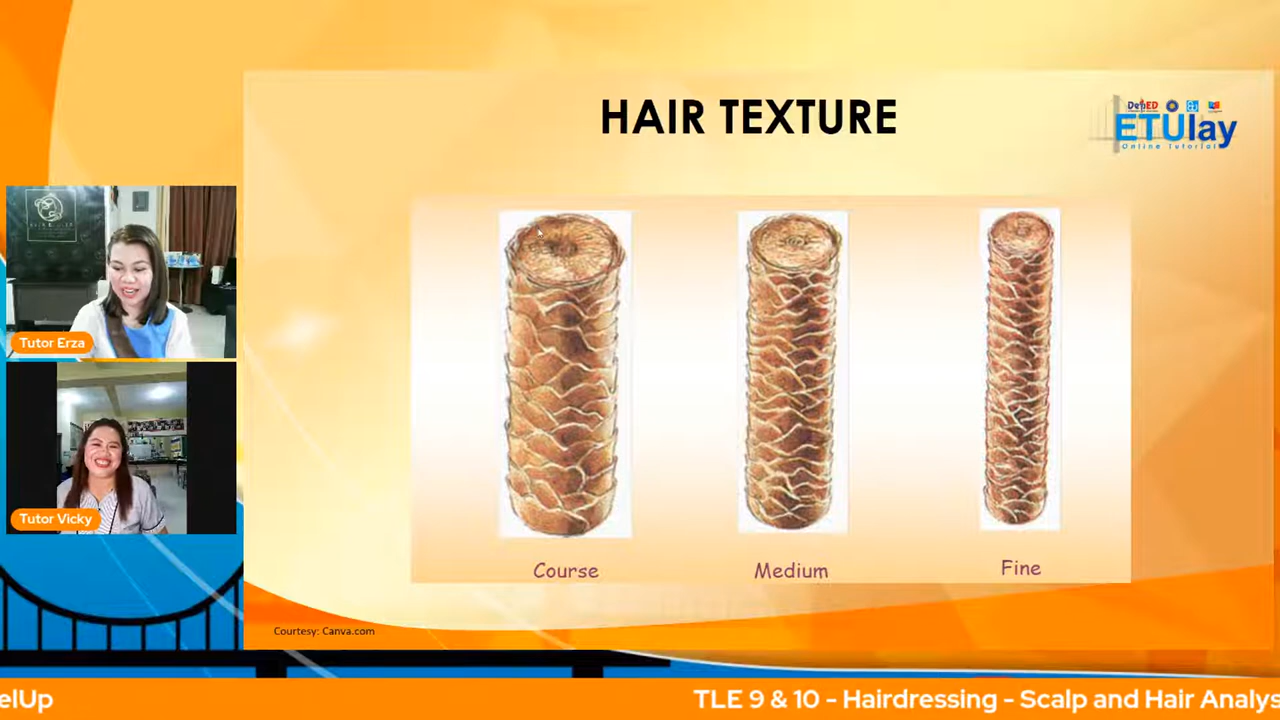 HAIR TEXTURE
DepED
ETUlay
Online Tutorial
Tutor Erza
Tutor Vicky
Course
Medium
Fine
Courtesy: Canva.com
elUp
TLE 9 & 10 - Hairdressing - Scalp and Hair Analys